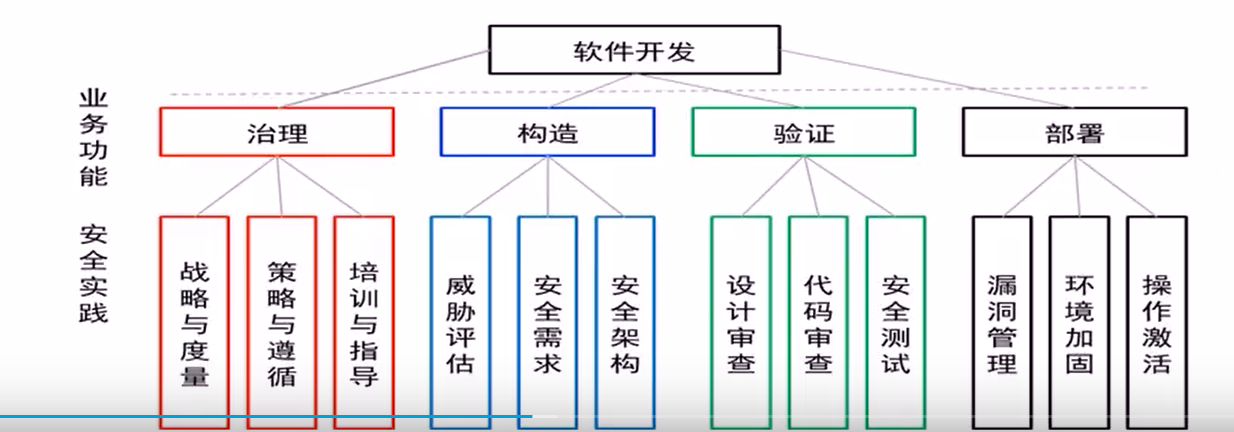 软件开发
业务功能
治理
构造
验证
部署
安全实践
战略与度量
策略与遵循
培训与指导
威胁评估
安全需求
安全架构
设计审查
代码审查
安全测试
漏洞管理
环境加固
操作激活